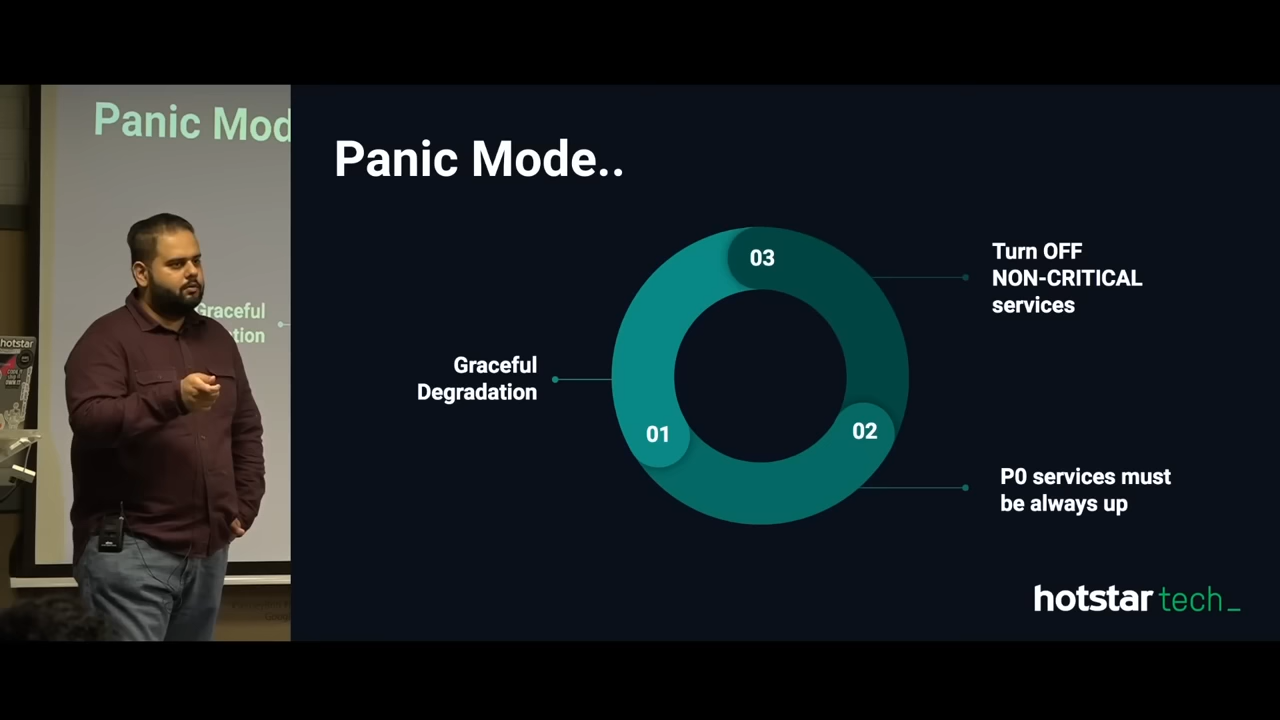 Panic Mod
Graceful
tion
hotstar
Panic Mode..
03
Turn OFF
NON-CRITICAL
services
Graceful
Degradation
01
02
P0 services must
be always up
hotstar tech_